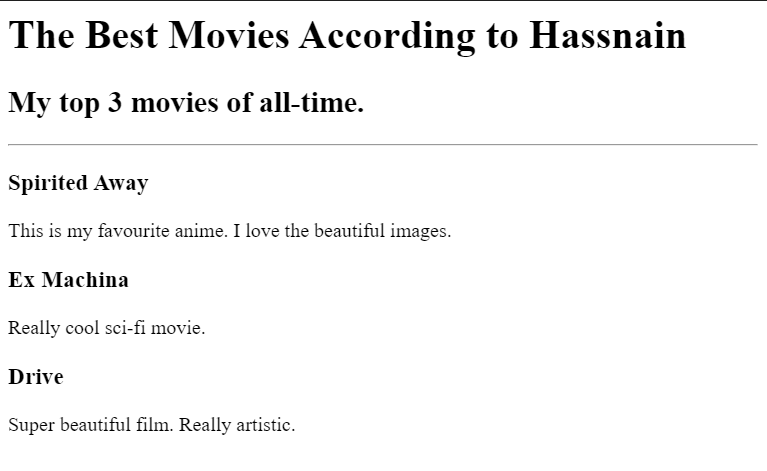 The Best Movies According to Hassnain
My top 3 movies of all-time.
Spirited Away
This is my favourite anime. I love the beautiful images.
Ex Machina
Really cool sci-fi movie.
Drive
Super beautiful film. Really artistic.